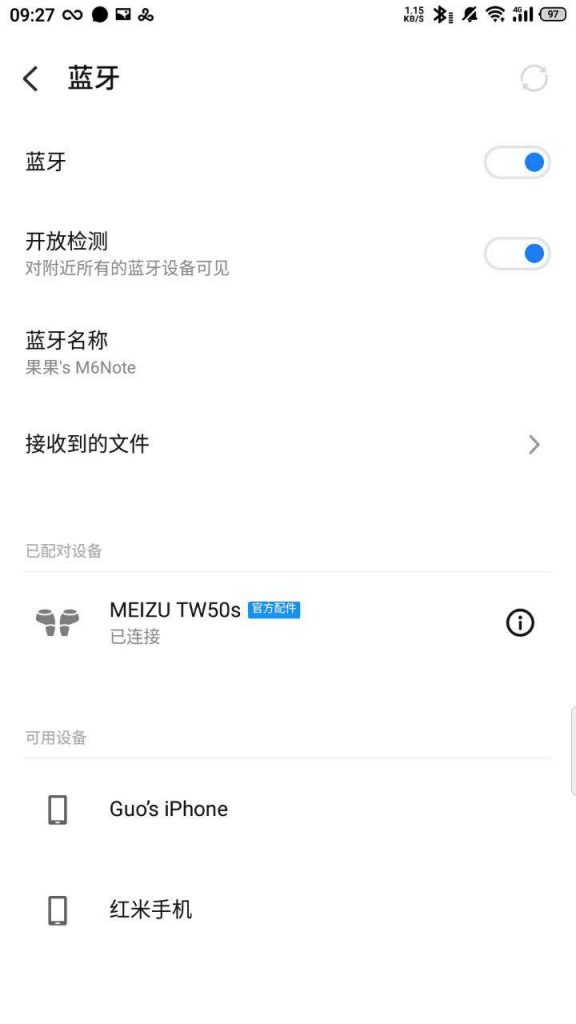 09:27 1.15 KB/S 4G 97
蓝牙
蓝牙
开放检测
对附近所有的蓝牙设备可见
蓝牙名称
果果's M6Note
接收到的文件
已配对设备
MEIZU TW50s 官方配件
已连接
可用设备
Guo’s iPhone
红米手机